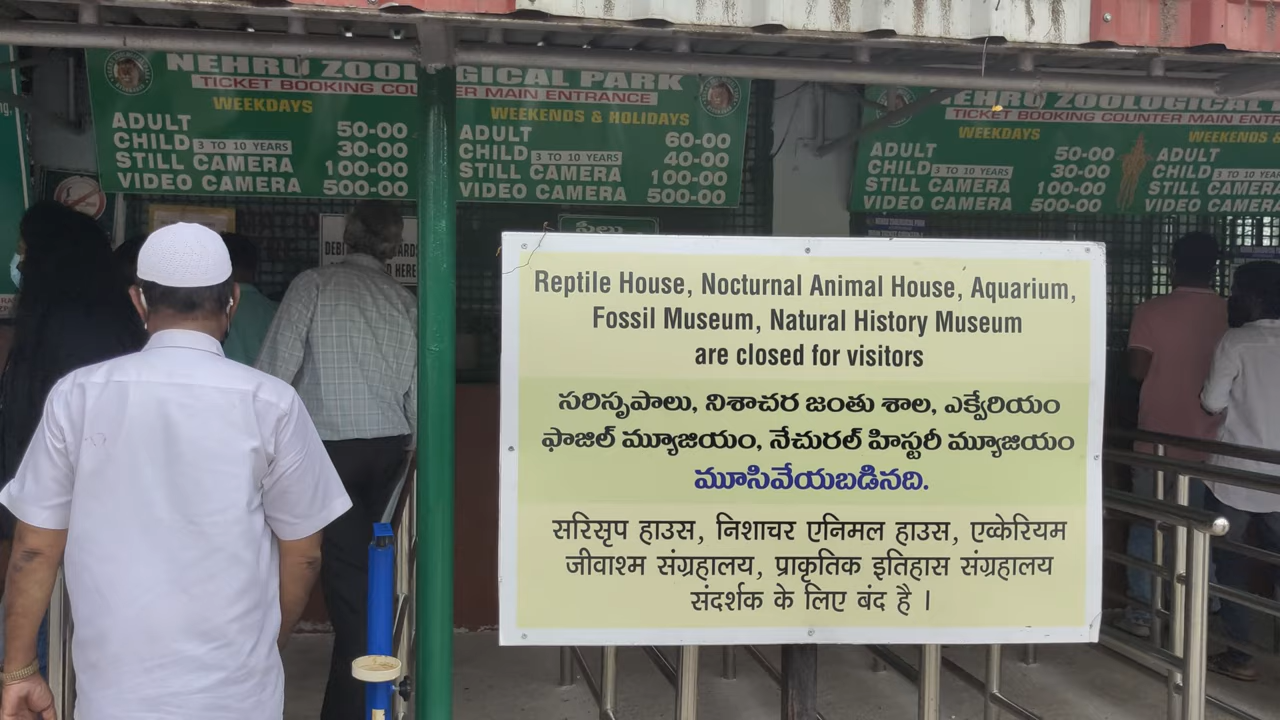 NEHRU ZOOLOGICAL PARK
TICKET BOOKING COUNTER MAIN ENTRANCE
WEEKDAYS
ADULT 50-00
CHILD 3 TO 10 YEARS 30-00
STILL CAMERA 100-00
VIDEO CAMERA 500-00
WEEKENDS & HOLIDAYS
ADULT 60-00
CHILD 3 TO 10 YEARS 40-00
STILL CAMERA 100-00
VIDEO CAMERA 500-00
NEHRU ZOOLOGICAL PARK
TICKET BOOKING COUNTER MAIN ENTRANCE
WEEKDAYS
ADULT 50-00
CHILD 3 TO 10 YEARS 30-00
STILL CAMERA 100-00
VIDEO CAMERA 500-00
WEEKENDS &
ADULT
CHILD 3 TO 10 YEARS
STILL CAMERA
VIDEO CAMERA
HERE
Reptile House, Nocturnal Animal House, Aquarium,
Fossil Museum, Natural History Museum
are closed for visitors
సరిసృపాలు, నిశాచర జంతు శాల, ఎక్వేరియం
ఫాజిల్ మ్యూజియం, నేచురల్ హిస్టరీ మ్యూజియం
మూసివేయబడినది.
सरिसृप हाउस, निशाचर एनिमल हाउस, एक्वेरियम
जीवाश्म संग्रहालय, प्राकृतिक इतिहास संग्रहालय
संदर्शक के लिए बंद है ।